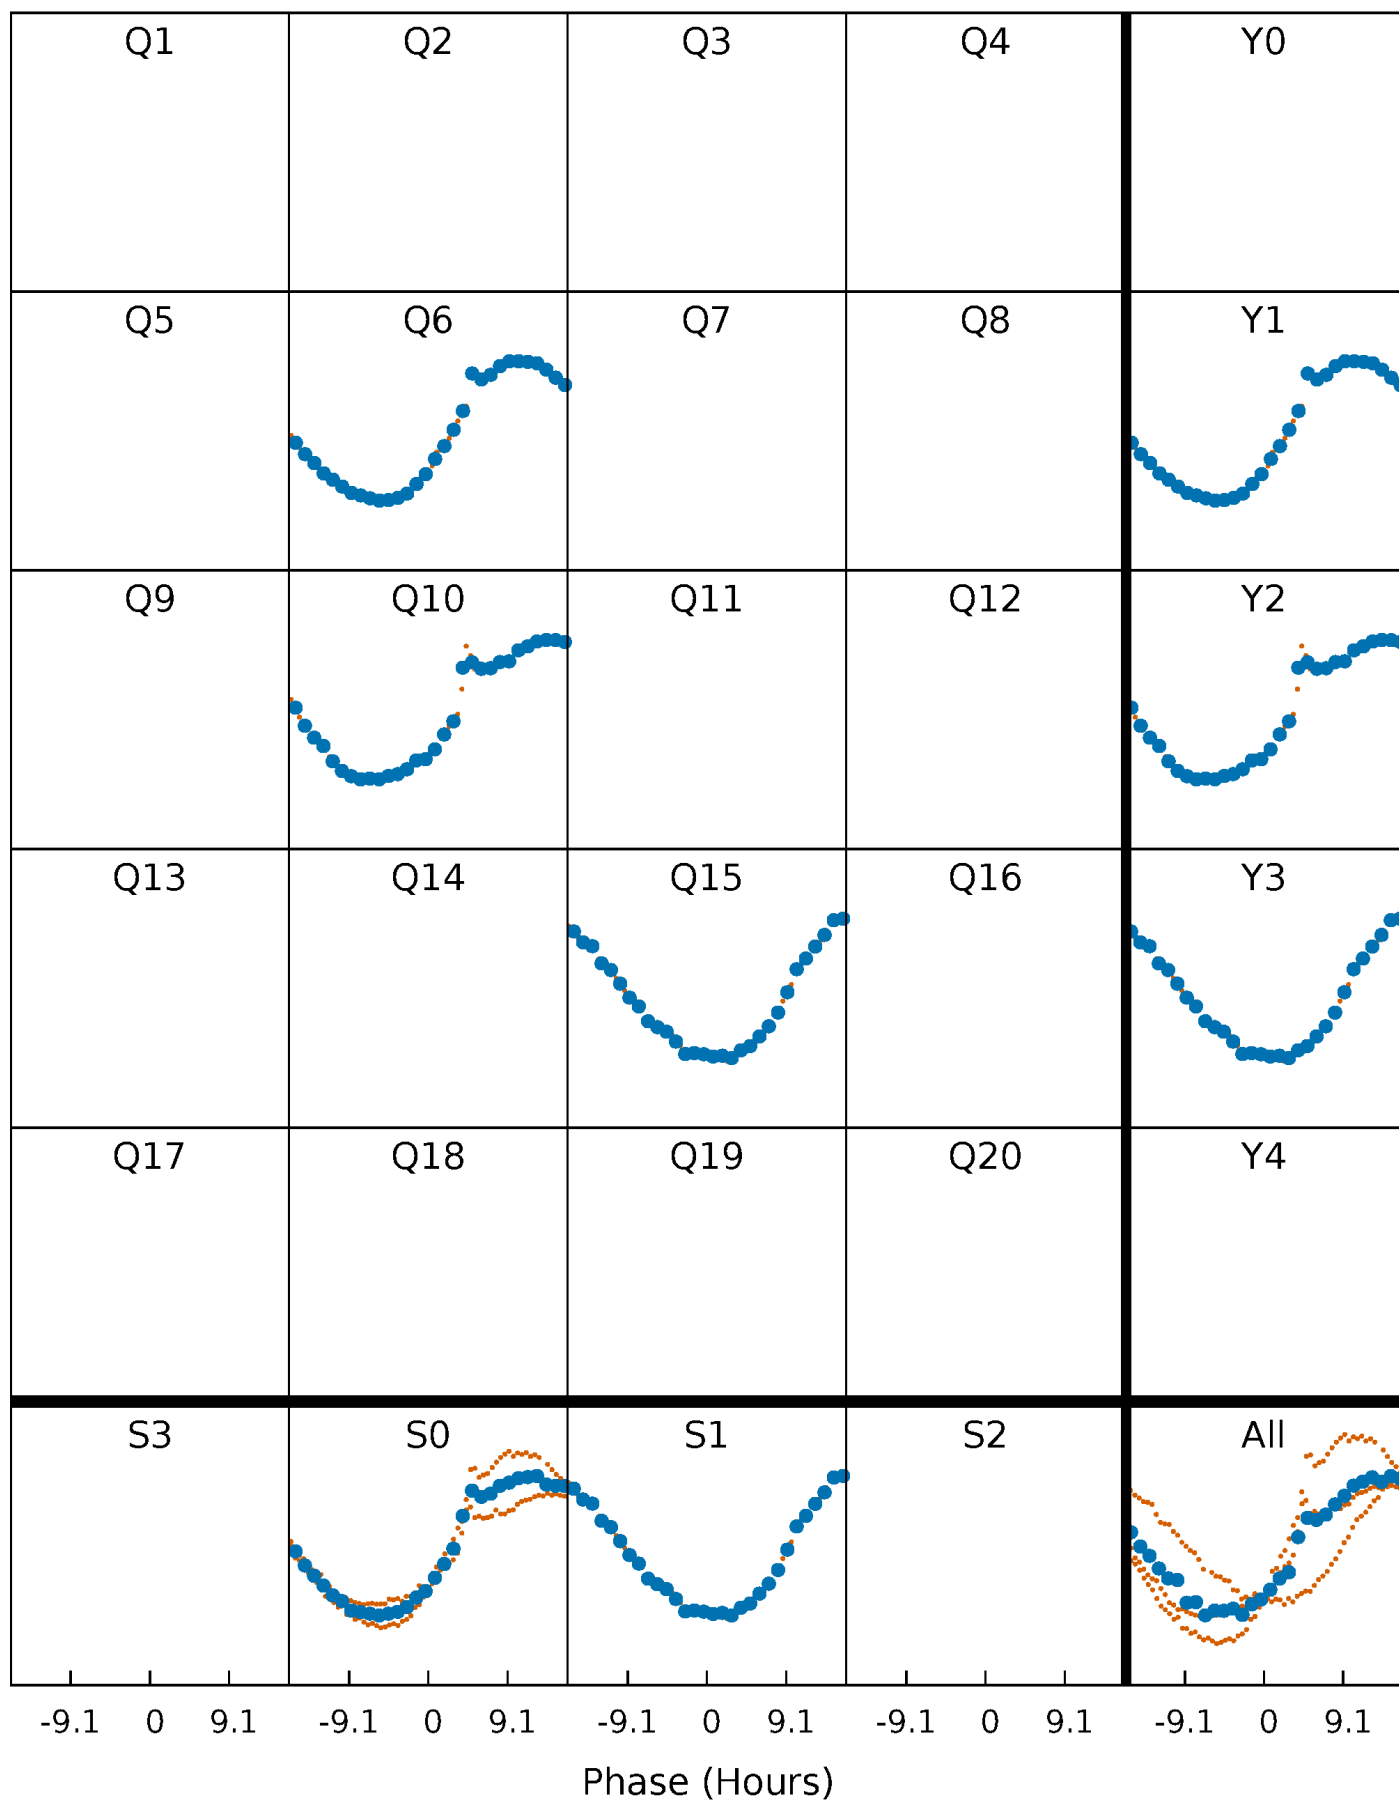 Q1 Q2 Q3 Q4 Y0
Q5 Q6 Q7 Q8 Y1
Q9 Q10 Q11 Q12 Y2
Q13 Q14 Q15 Q16 Y3
Q17 Q18 Q19 Q20 Y4
S3 S0 S1 S2 All
-9.1 0 9.1 -9.1 0 9.1 -9.1 0 9.1 -9.1 0 9.1 -9.1 0 9.1
Phase (Hours)